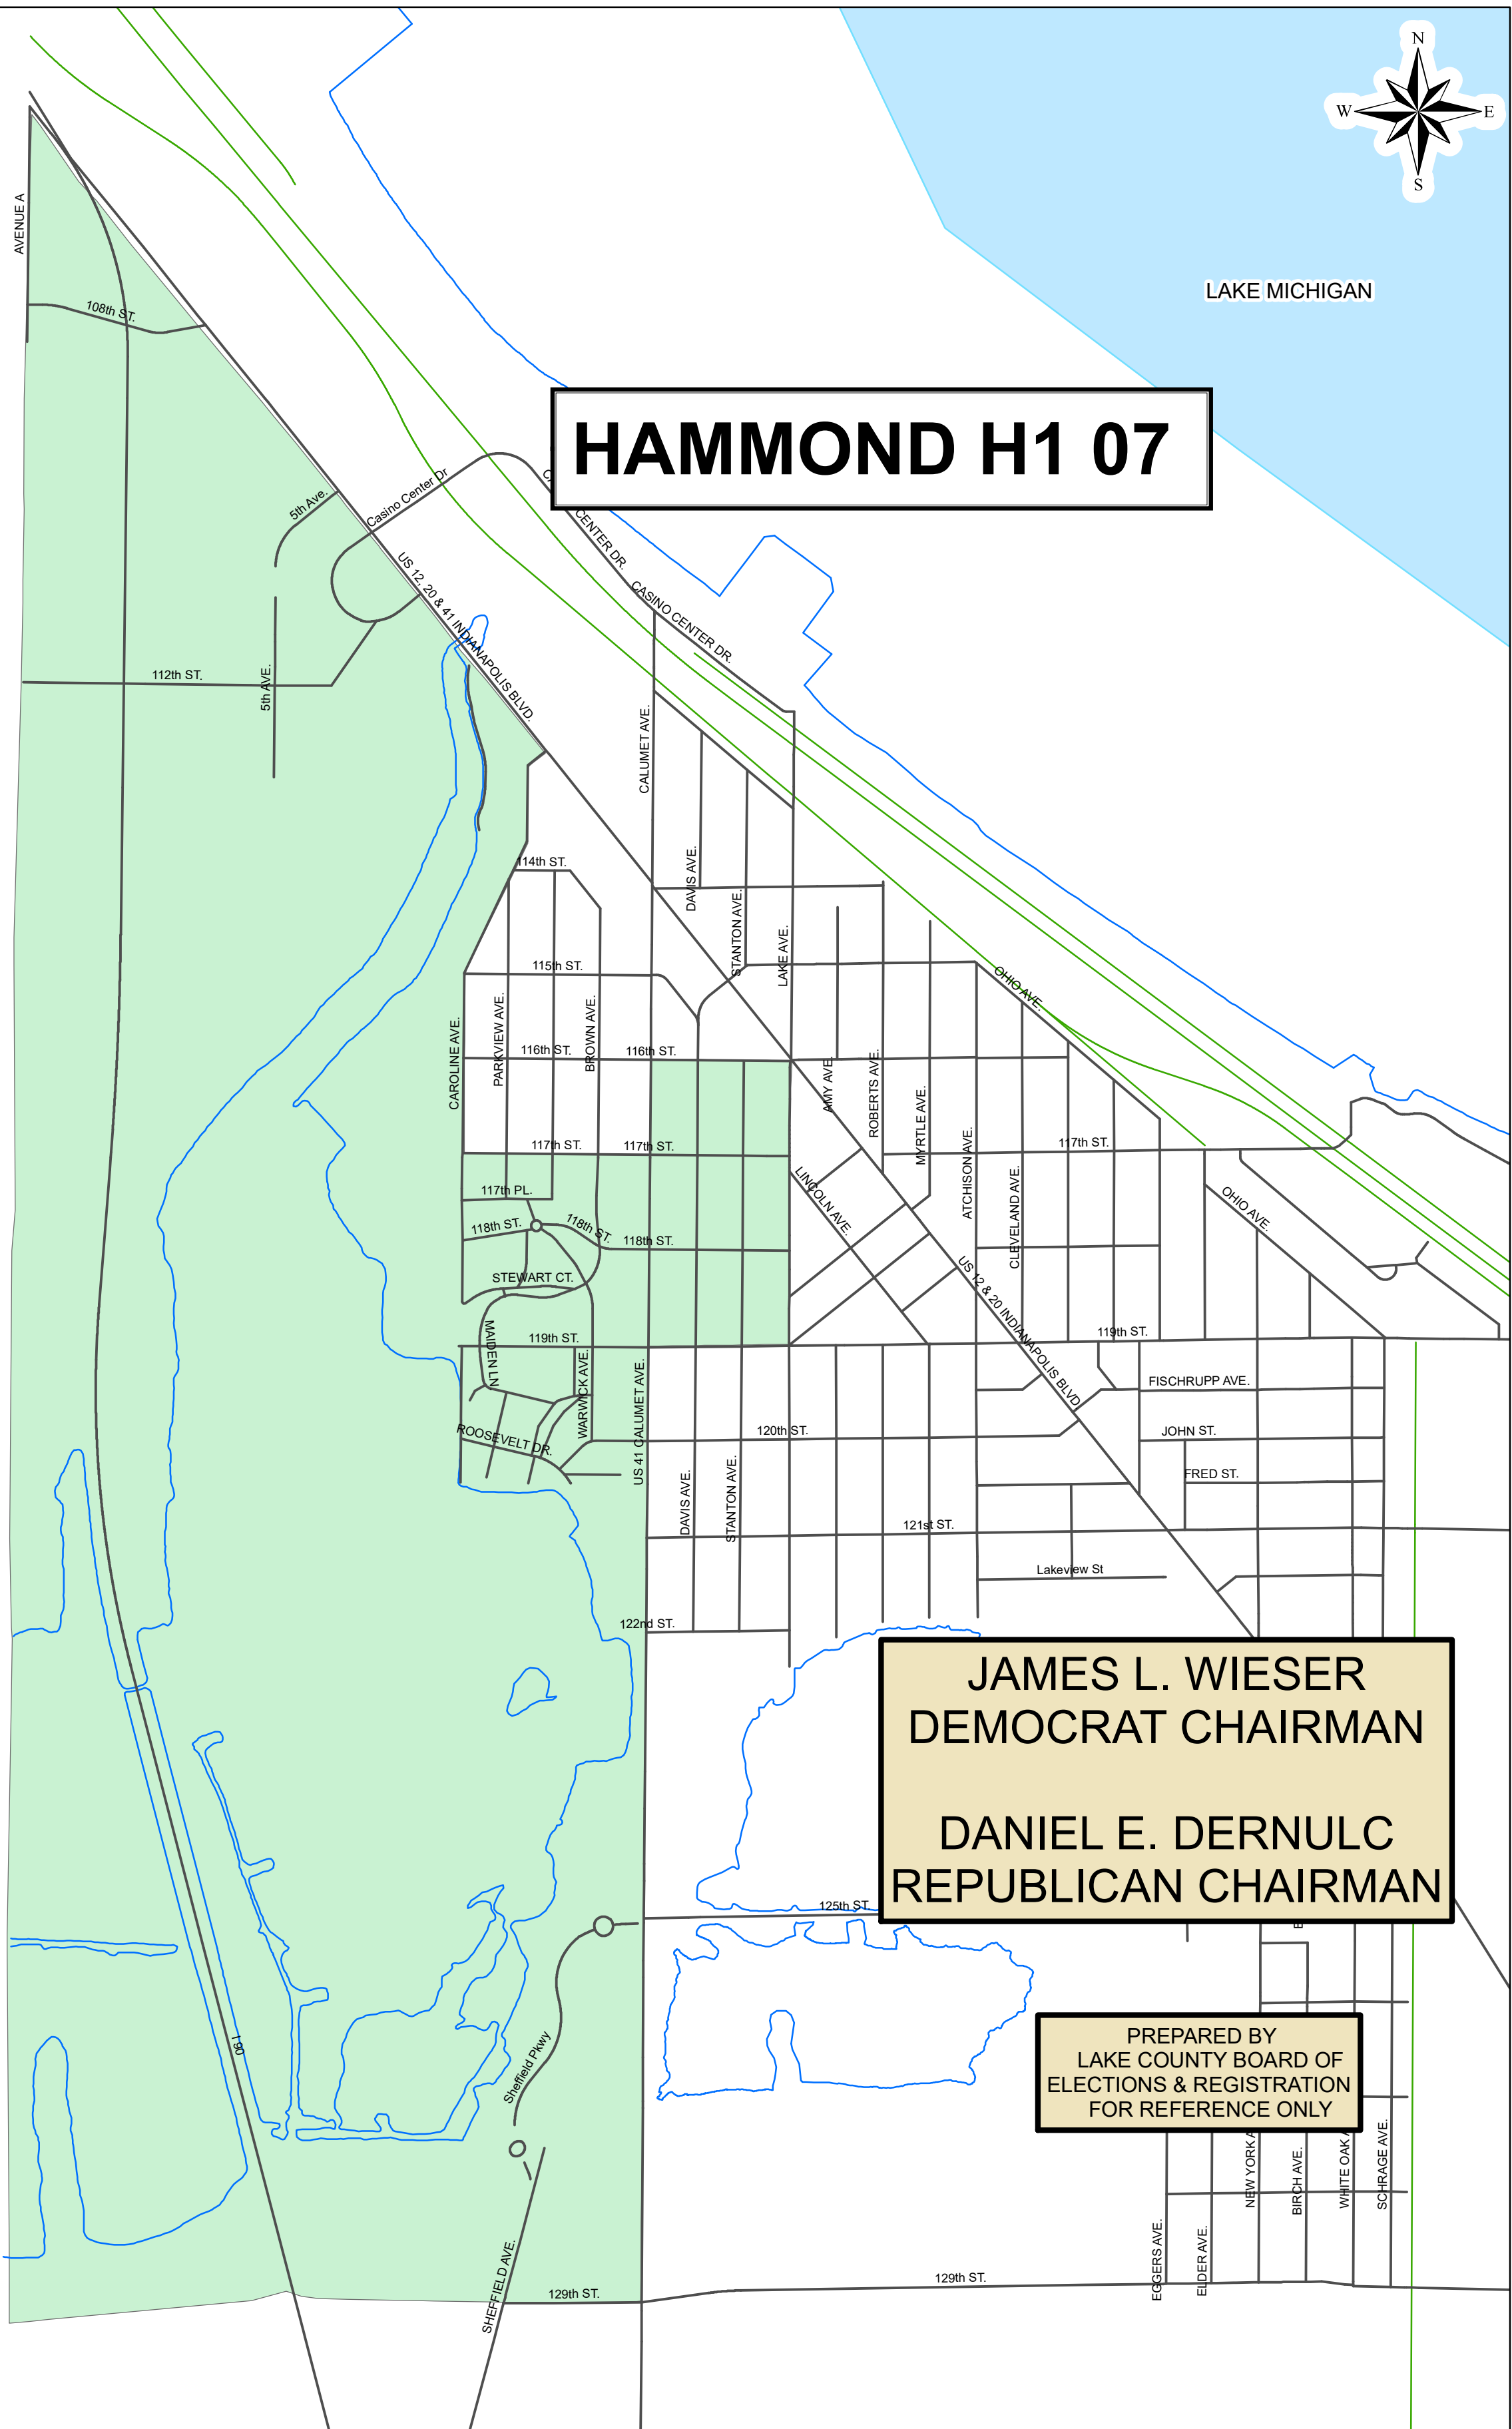 N
W
E
S
AVENUE A
LAKE MICHIGAN
108th ST.
HAMMOND H1 07
5th Ave.
Casino Center Dr
CENTER DR.
US 12, 20 & 41 INDIANAPOLIS BLVD.
CASINO CENTER DR.
112th ST.
5th AVE.
CALUMET AVE.
114th ST.
DAVIS AVE.
STANTON AVE.
LAKE AVE.
115th ST.
OHIO AVE.
CAROLINE AVE.
PARKVIEW AVE.
BROWN AVE.
116th ST.
116th ST.
AMY AVE.
ROBERTS AVE.
MYRTLE AVE.
ATCHISON AVE.
117th ST.
117th ST.
117th ST.
CLEVELAND AVE.
LINCOLN AVE.
117th PL.
OHIO AVE.
118th ST.
118th ST.
118th ST.
STEWART CT.
US 12 & 20 INDIANAPOLIS BLVD.
MAIDEN LN.
119th ST.
119th ST.
WARWICK AVE.
US 41 CALUMET AVE.
FISCHRUPP AVE.
ROOSEVELT DR.
120th ST.
JOHN ST.
DAVIS AVE.
STANTON AVE.
FRED ST.
121st ST.
Lakeview St
122nd ST.
JAMES L. WIESER
DEMOCRAT CHAIRMAN
DANIEL E. DERNULC
REPUBLICAN CHAIRMAN
125th ST.
I 90
Sheffield Pkwy
PREPARED BY
LAKE COUNTY BOARD OF
ELECTIONS & REGISTRATION
FOR REFERENCE ONLY
NEW YORK A
BIRCH AVE.
WHITE OAK A
SCHRAGE AVE.
EGGERS AVE.
ELDER AVE.
SHEFFIELD AVE.
129th ST.
129th ST.